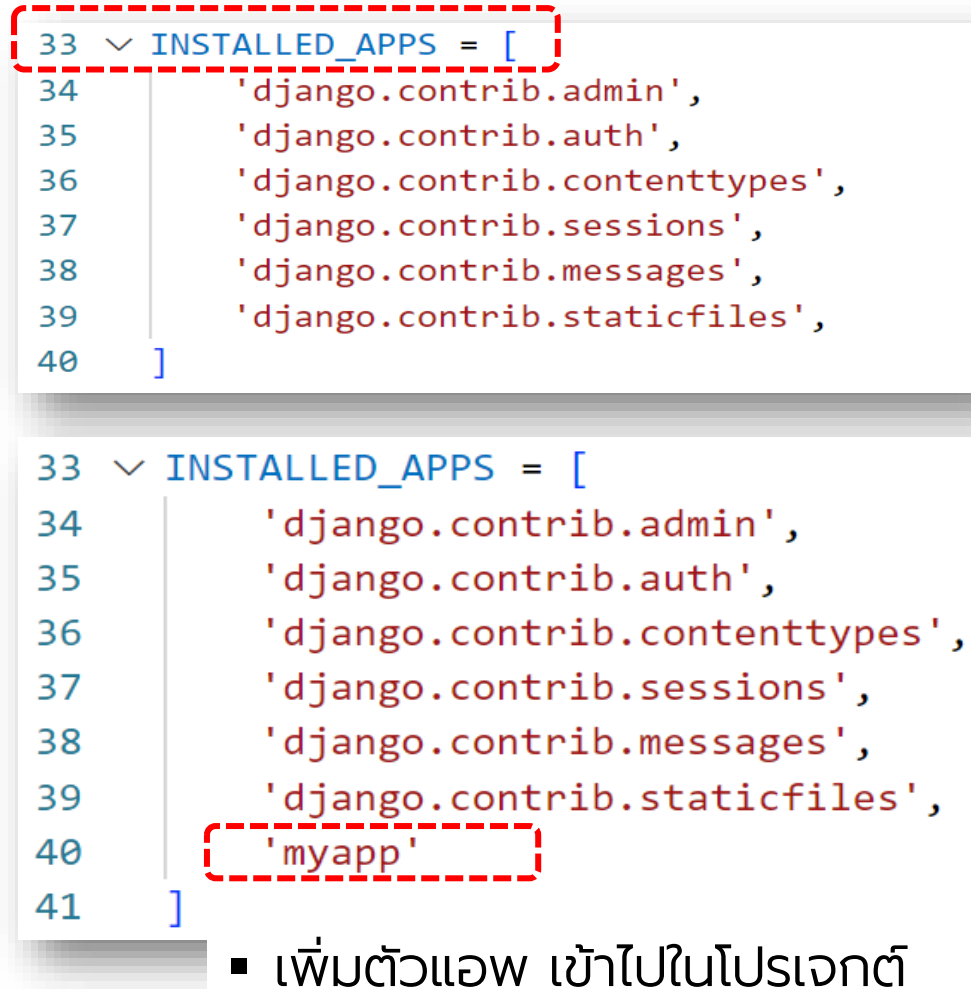 33 INSTALLED_APPS = [
34 'django.contrib.admin',
35 'django.contrib.auth',
36 'django.contrib.contenttypes',
37 'django.contrib.sessions',
38 'django.contrib.messages',
39 'django.contrib.staticfiles',
40 ]
33 INSTALLED_APPS = [
34 'django.contrib.admin',
35 'django.contrib.auth',
36 'django.contrib.contenttypes',
37 'django.contrib.sessions',
38 'django.contrib.messages',
39 'django.contrib.staticfiles',
40 'myapp'
41 ]
▪ เพิ่มตัวแอพ เข้าไปในโปรเจกต์